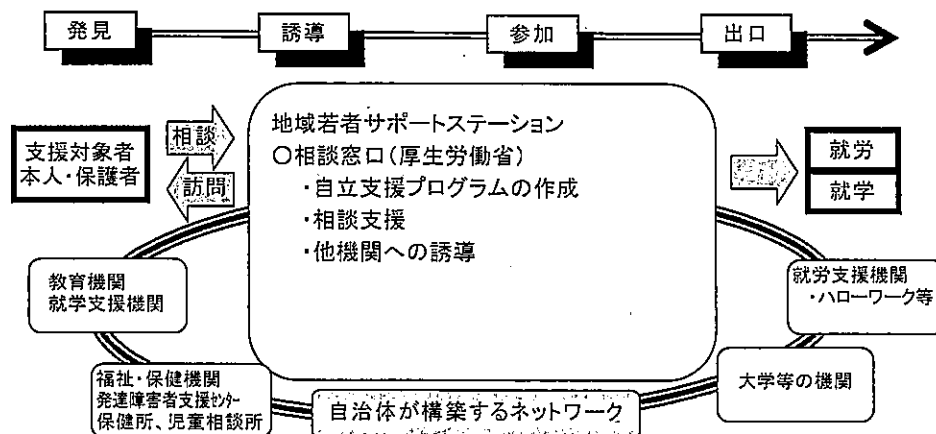 発見
誘導
参加
出口
相談
訪問
支援対象者
本人・保護者
地域若者サポートステーション
○相談窓口(厚生労働省)
・自立支援プログラムの作成
・相談支援
・他機関への誘導
就労
就学
教育機関
就学支援機関
就労支援機関
・ハローワーク等
福祉・保健機関
発達障害者支援センター
保健所、児童相談所
自治体が構築するネットワーク
大学等の機関